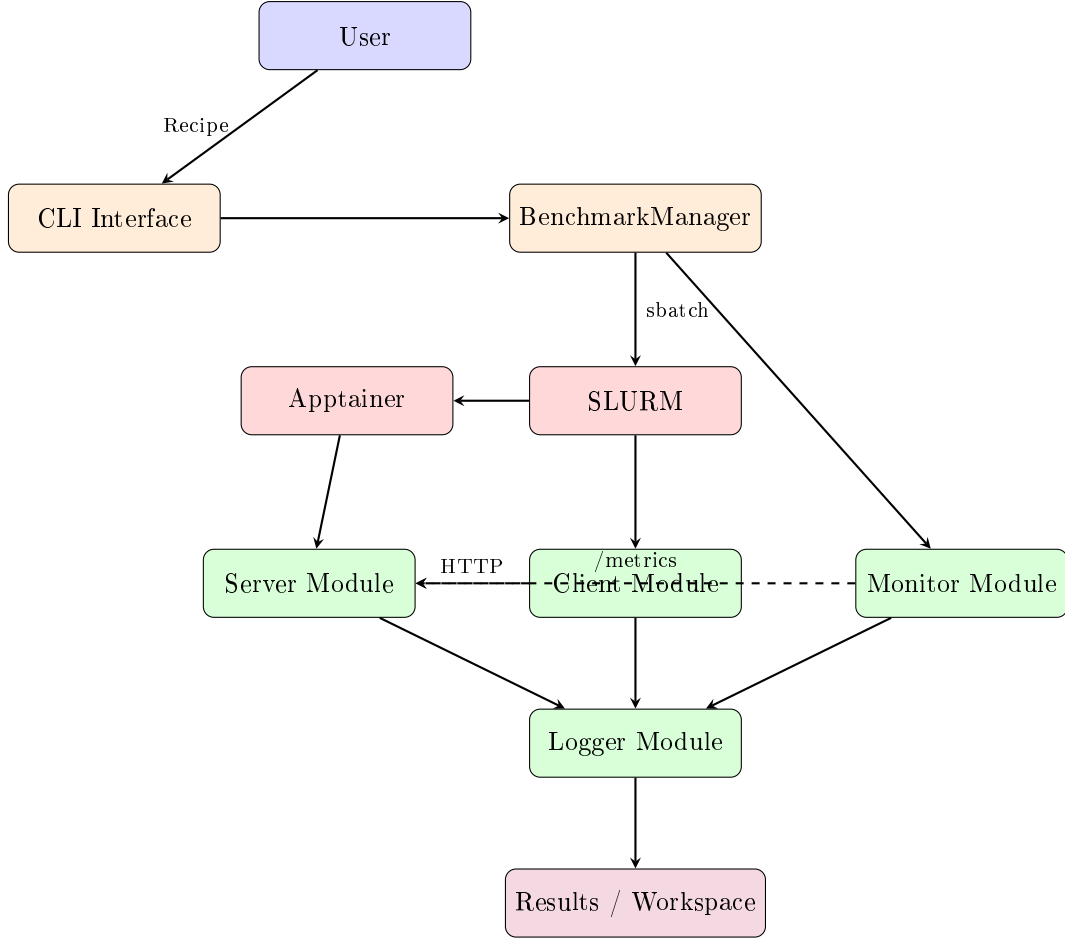 User
Recipe
CLI Interface
BenchmarkManager
sbatch
Apptainer
SLURM
HTTP
/metrics
Server Module
Client Module
Monitor Module
Logger Module
Results / Workspace